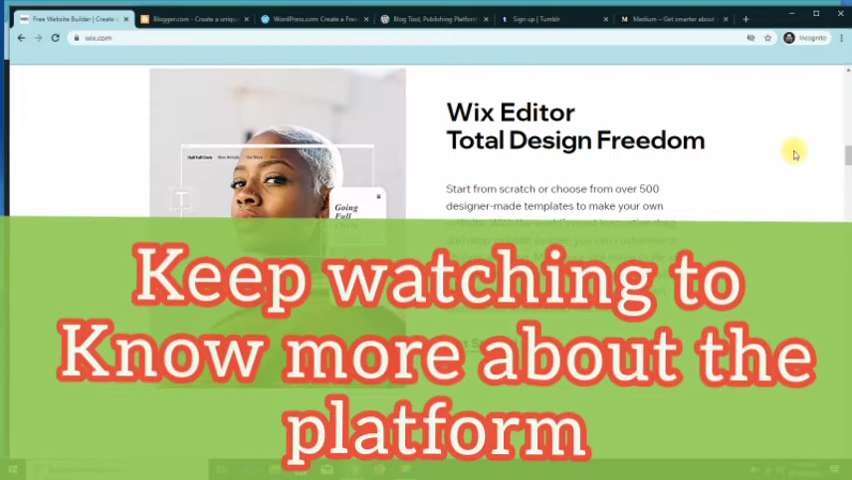 Free Website Builder | Create a
Blogger.com - Create a uniqu
WordPress.com: Create a Free
Blog Tool, Publishing Platform
Sign up | Tumblr
Medium – Get smarter about
wix.com
Incognito
Wix Editor
Total Design Freedom
Start from scratch or choose from over 500
designer-made templates to make your own
Going
Full
Keep watching to
Know more about the
platform